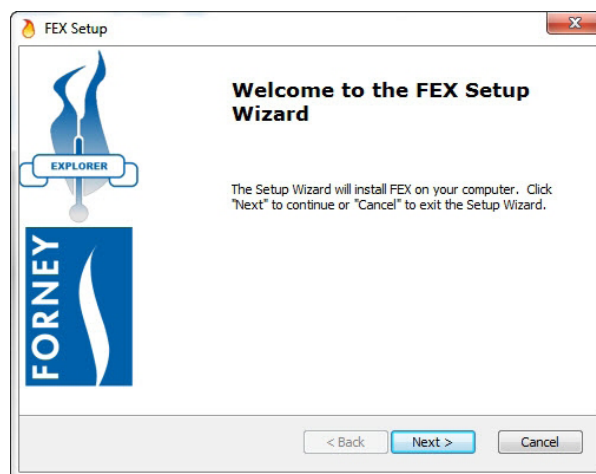 FEX Setup
Welcome to the FEX Setup
Wizard
EXPLORER
The Setup Wizard will install FEX on your computer. Click
"Next" to continue or "Cancel" to exit the Setup Wizard.
FORNEY
< Back
Next >
Cancel